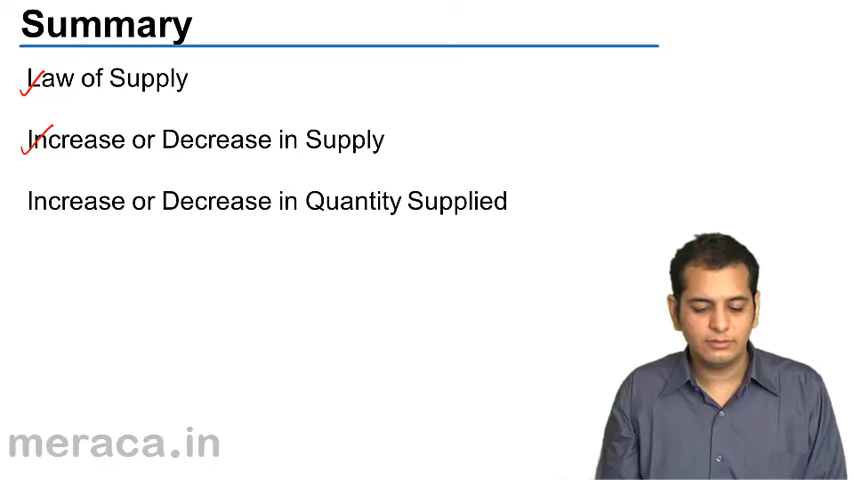 Summary
Law of Supply
Increase or Decrease in Supply
Increase or Decrease in Quantity Supplied
meraca.in